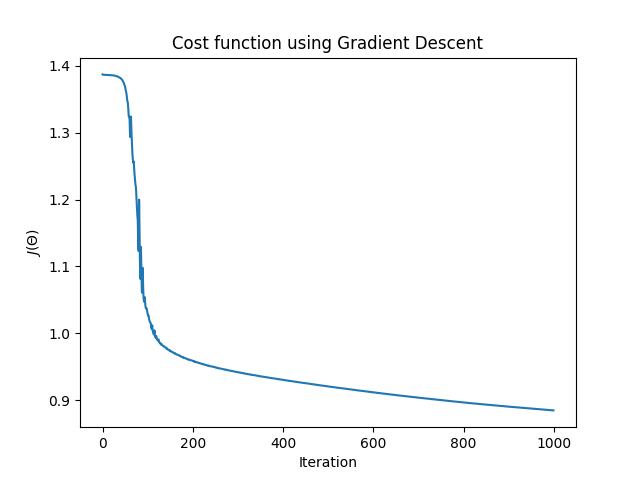 Cost function using Gradient Descent
1.4
1.3
1.2
1.1
1.0
0.9
J(Θ)
0 200 400 600 800 1000
Iteration